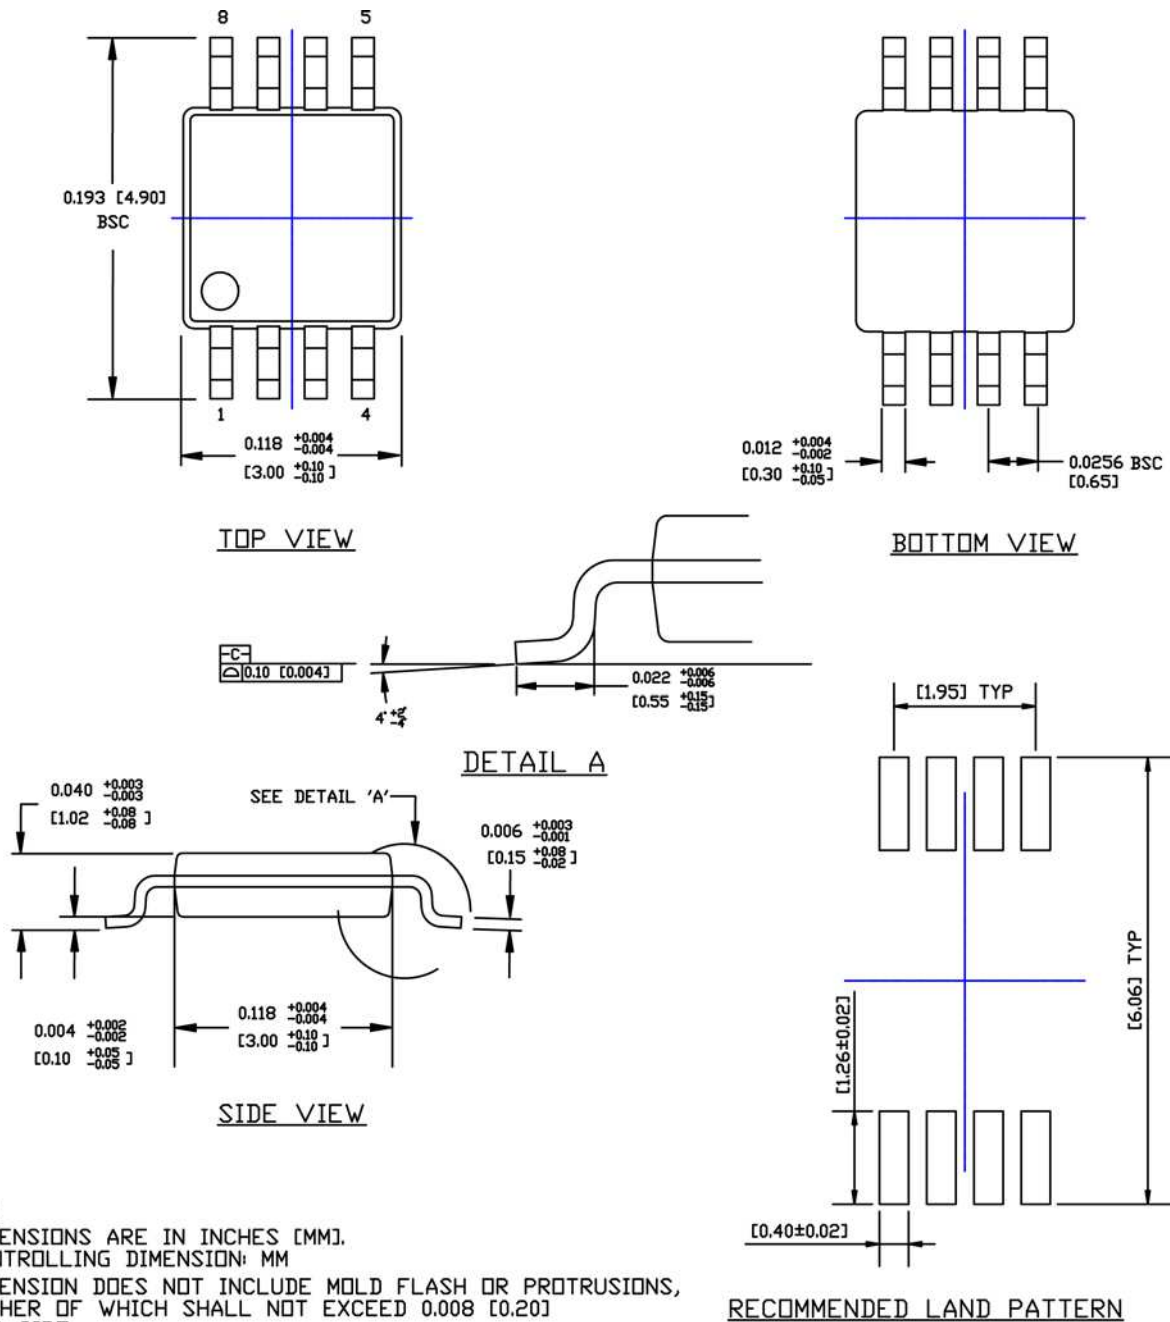 8 5
0.193 [4.90]
BSC
1 4
0.118 +0.004 -0.004
[3.00 +0.10 -0.10 ]
TOP VIEW
0.012 +0.004 -0.002
[0.30 +0.10 -0.05 ]
0.0256 BSC
[0.65]
BOTTOM VIEW
-C-
0.10 [0.004]
0.022 +0.006 -0.006
[0.55 +0.15 -0.15 ]
DETAIL A
0.040 +0.003 -0.003
[1.02 +0.08 -0.08 ]
SEE DETAIL 'A'
0.006 +0.003 -0.001
[0.15 +0.08 -0.02 ]
0.004 +0.002 -0.002
[0.10 +0.05 -0.05 ]
0.118 +0.004 -0.004
[3.00 +0.10 -0.10 ]
SIDE VIEW
[1.95] TYP
[6.06] TYP
[1.26±0.02]
[0.40±0.02]
RECOMMENDED LAND PATTERN
ENSIONS ARE IN INCHES [MM].
TROLLING DIMENSION: MM
ENSION DOES NOT INCLUDE MOLD FLASH OR PROTRUSIONS,
HER OF WHICH SHALL NOT EXCEED 0.008 [0.20]